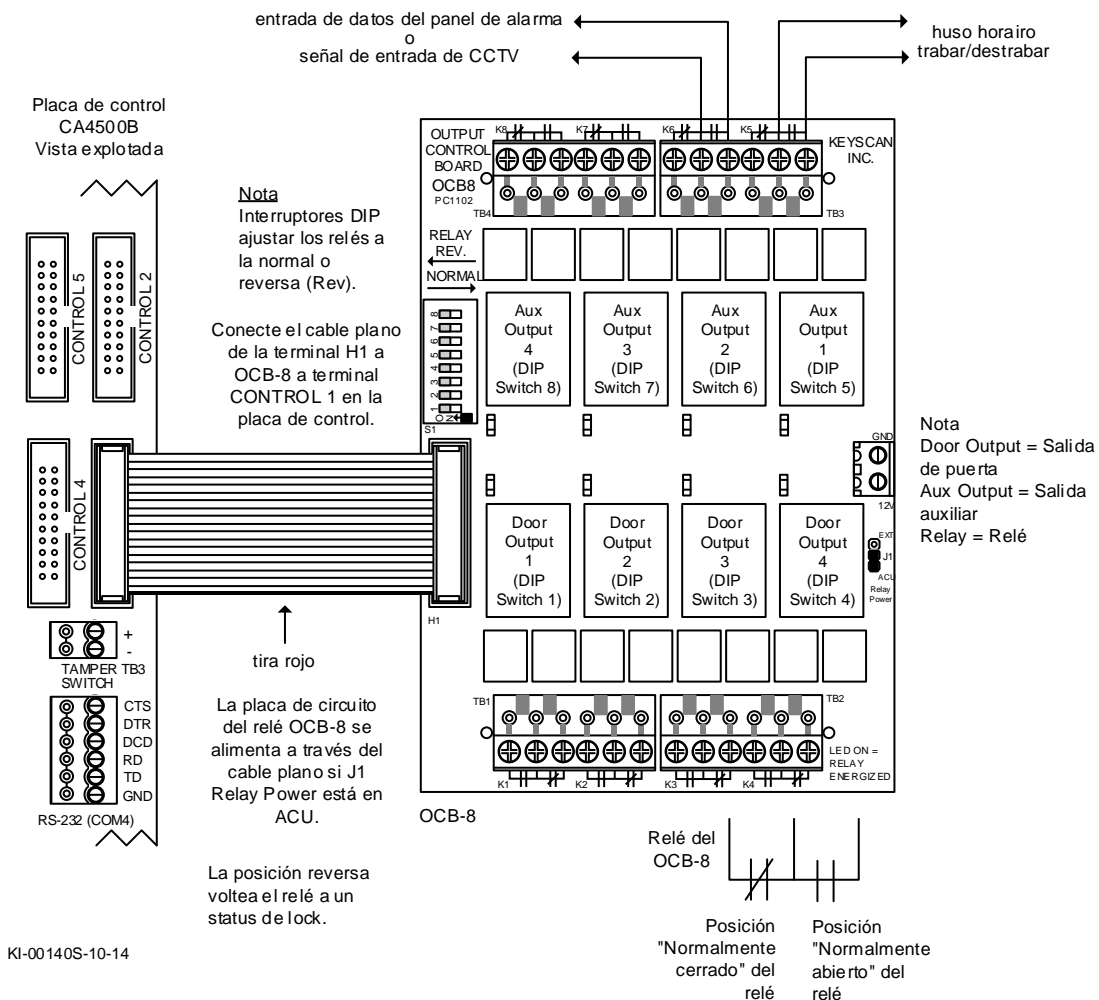 entrada de datos del panel de alarma
o
señal de entrada de CCTV
huso horairo
trabar/destrabar
Placa de control
CA4500B
Vista explotada
CONTROL 5
CONTROL 2
CONTROL 4
Nota
Interruptores DIP
ajustar los relés a
la normal o
reversa (Rev).
Conecte el cable plano
de la terminal H1 a
OCB-8 a terminal
CONTROL 1 en la
placa de control.
OUTPUT
CONTROL
BOARD
OCB8
PC1102
K8
K7
K6
K5
KEYSCAN
INC.
TB4
TB3
RELAY
REV.
NORMAL
8
7
6
5
4
3
2
1
ON
S1
Aux
Output
4
(DIP
Switch 8)
Aux
Output
3
(DIP
Switch 7)
Aux
Output
2
(DIP
Switch 6)
Aux
Output
1
(DIP
Switch 5)
GND
12V
EXT
J1
ACU
Relay
Power
Nota
Door Output = Salida
de puerta
Aux Output = Salida
auxiliar
Relay = Relé
Door
Output
1
(DIP
Switch 1)
Door
Output
2
(DIP
Switch 2)
Door
Output
3
(DIP
Switch 3)
Door
Output
4
(DIP
Switch 4)
H1
+
-
TAMPER TB3
SWITCH
CTS
DTR
DCD
RD
TD
GND
RS-232 (COM4)
tira rojo
La placa de circuito
del relé OCB-8 se
alimenta a través del
cable plano si J1
Relay Power está en
ACU.
La posición reversa
voltea el relé a un
status de lock.
TB1
TB2
K1
K2
K3
K4
LED ON =
RELAY
ENERGIZED
OCB-8
Relé del
OCB-8
Posición
"Normalmente
cerrado" del
relé
Posición
"Normalmente
abierto" del
relé
KI-00140S-10-14